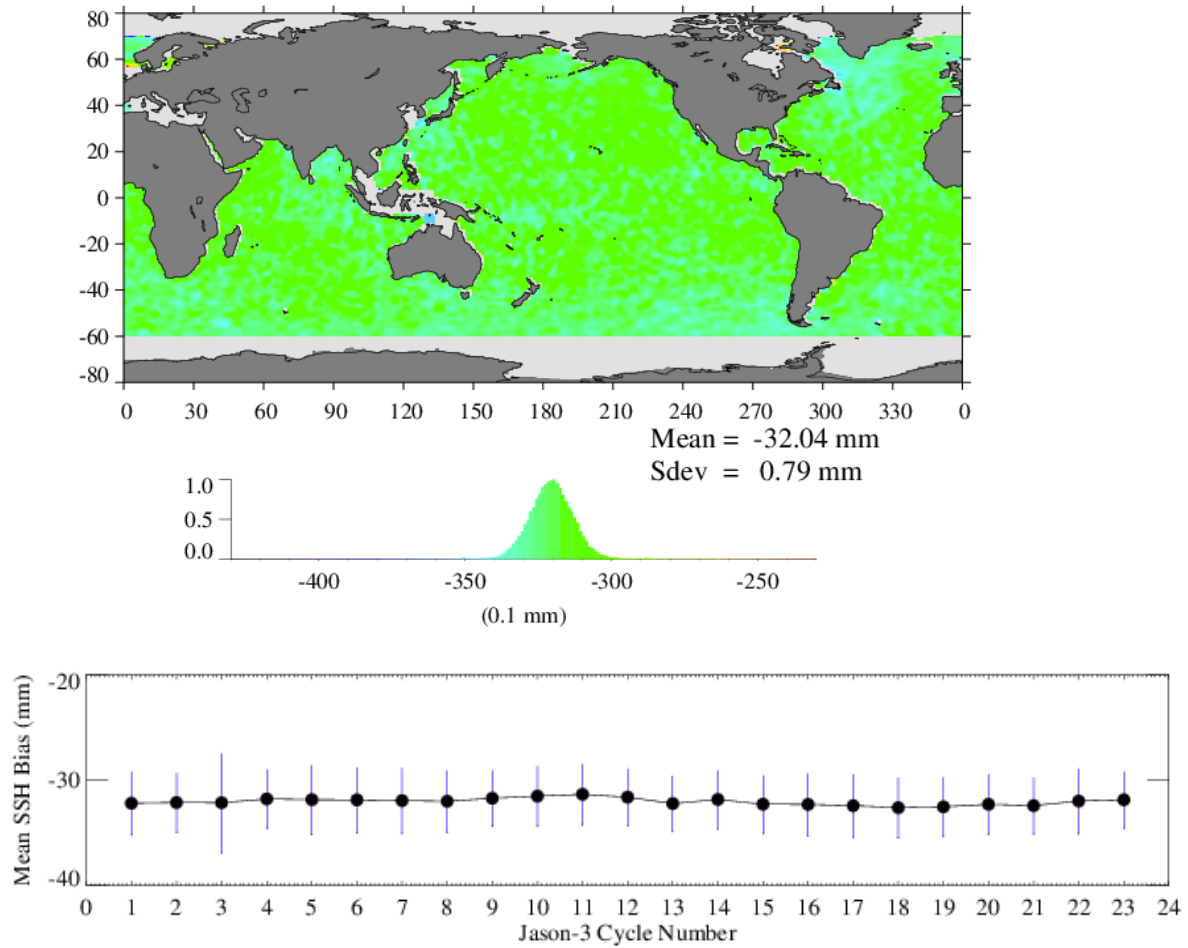 80
60
40
20
0
-20
-40
-60
-80
0 30 60 90 120 150 180 210 240 270 300 330 0
Mean = -32.04 mm
Sdev = 0.79 mm
1.0
0.5
0.0
-400 -350 -300 -250
(0.1 mm)
Mean SSH Bias (mm)
-20
-30
-40
0 1 2 3 4 5 6 7 8 9 10 11 12 13 14 15 16 17 18 19 20 21 22 23 24
Jason-3 Cycle Number